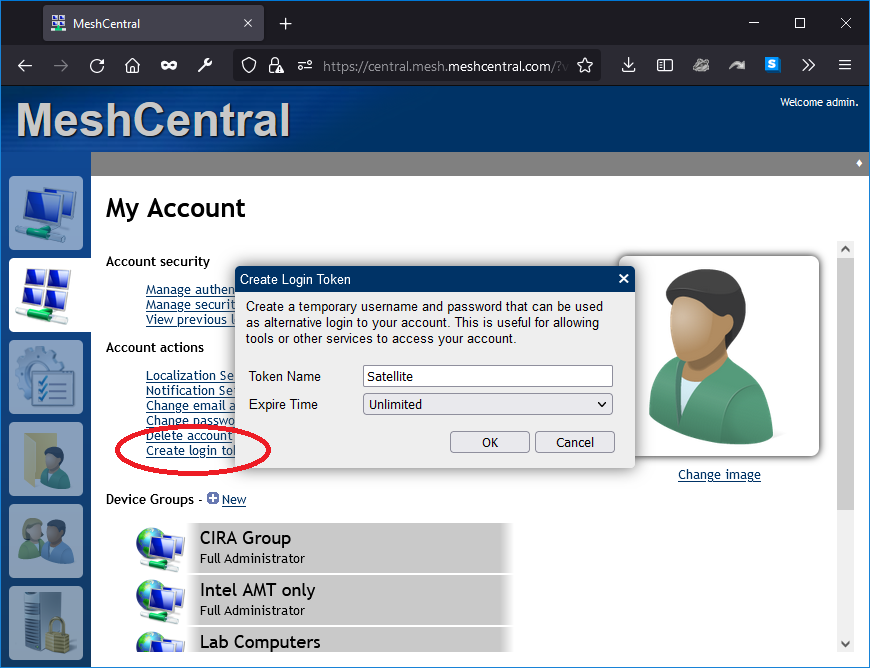 MeshCentral
https://central.mesh.meshcentral.com/?
S
MeshCentral
Welcome admin.
My Account
Account security
Manage authen
Manage securit
View previous l
Account actions
Localization Se
Notification Se
Change email a
Change passwo
Delete account
Create login to
Create Login Token
Create a temporary username and password that can be used
as alternative login to your account. This is useful for allowing
tools or other services to access your account.
Token Name
Satellite
Expire Time
Unlimited
OK
Cancel
Change image
Device Groups - New
CIRA Group
Full Administrator
Intel AMT only
Full Administrator
Lab Computers